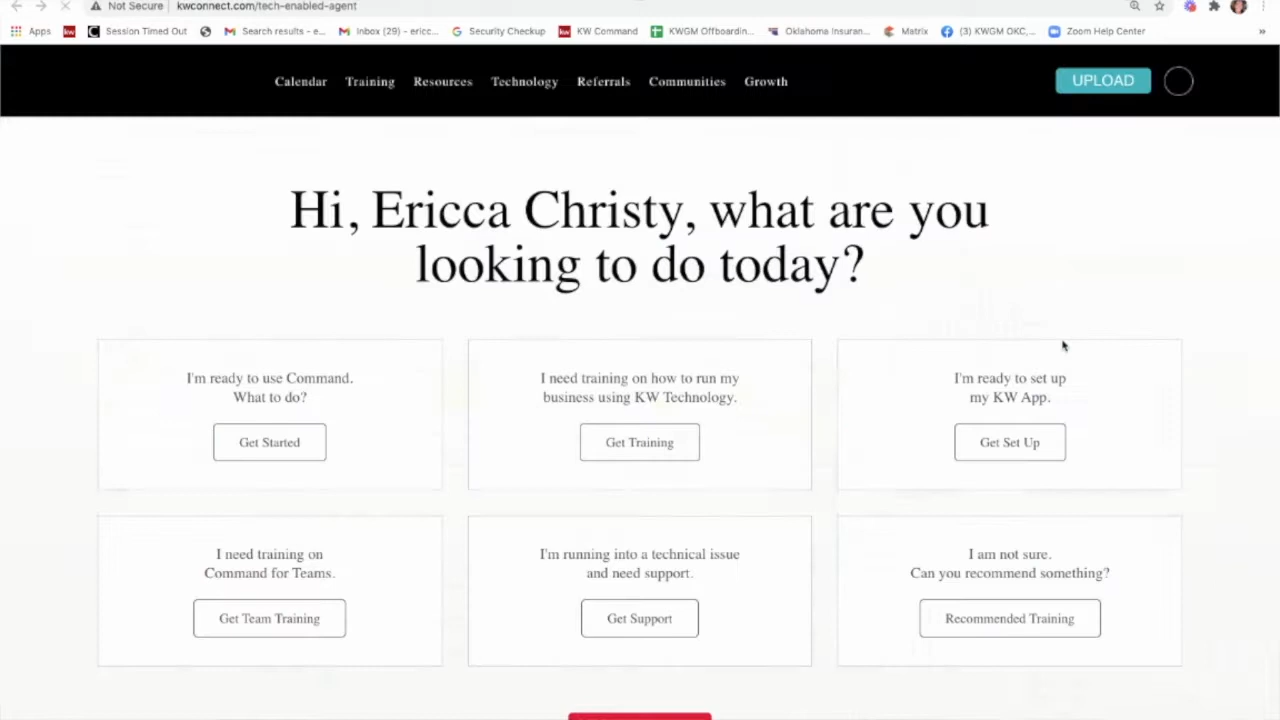 Not Secure kwconnect.com/tech-enabled-agent
Apps kw Session Timed Out Search results - e... Inbox (29) - ericc... Security Checkup kw KW Command KWGM Offboardin... Oklahoma Insuran... Matrix (3) KWGM OKC,... Zoom Help Center »
Calendar Training Resources Technology Referrals Communities Growth UPLOAD
Hi, Ericca Christy, what are you
looking to do today?
I'm ready to use Command.
What to do?
Get Started
I need training on how to run my
business using KW Technology.
Get Training
I'm ready to set up
my KW App.
Get Set Up
I need training on
Command for Teams.
Get Team Training
I'm running into a technical issue
and need support.
Get Support
I am not sure.
Can you recommend something?
Recommended Training